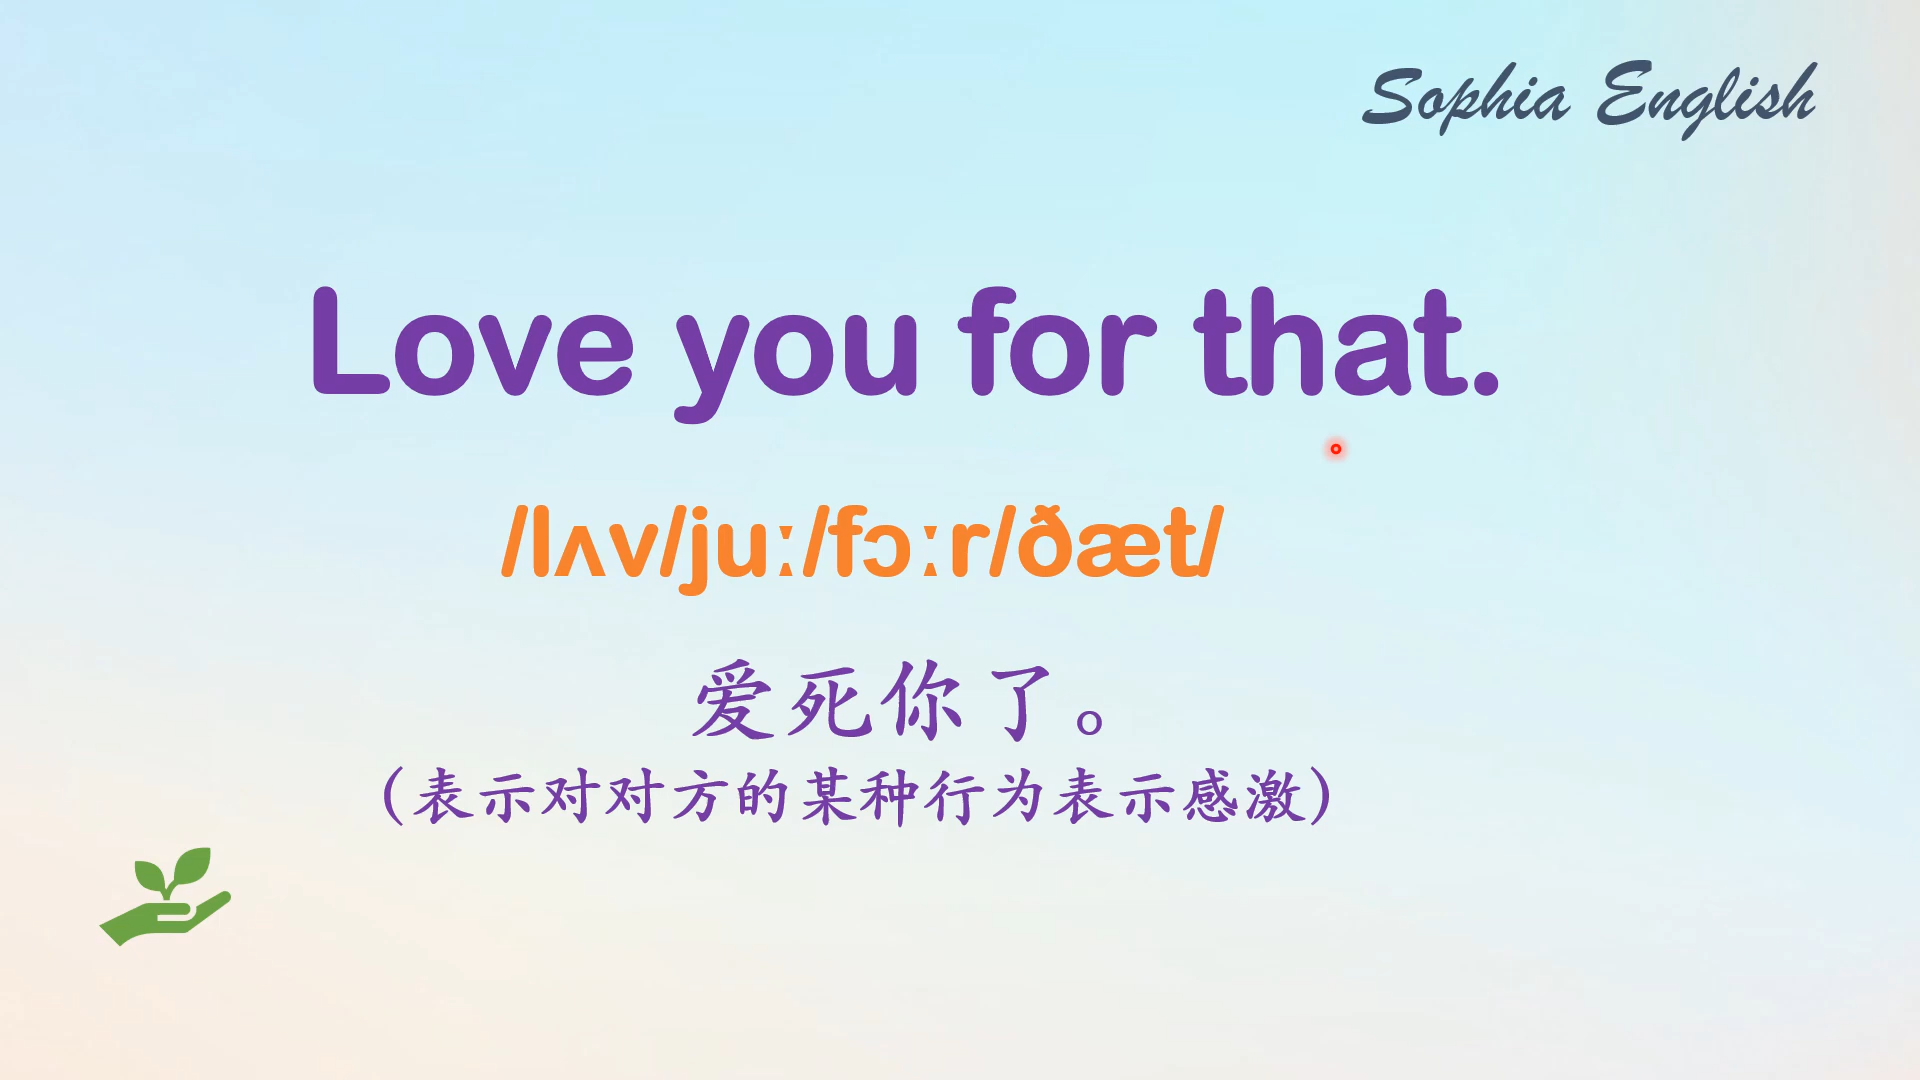 Sophia English
Love you for that.
/lʌv/juː/fɔːr/ðæt/
爱死你了。
（表示对对方的某种行为表示感激）